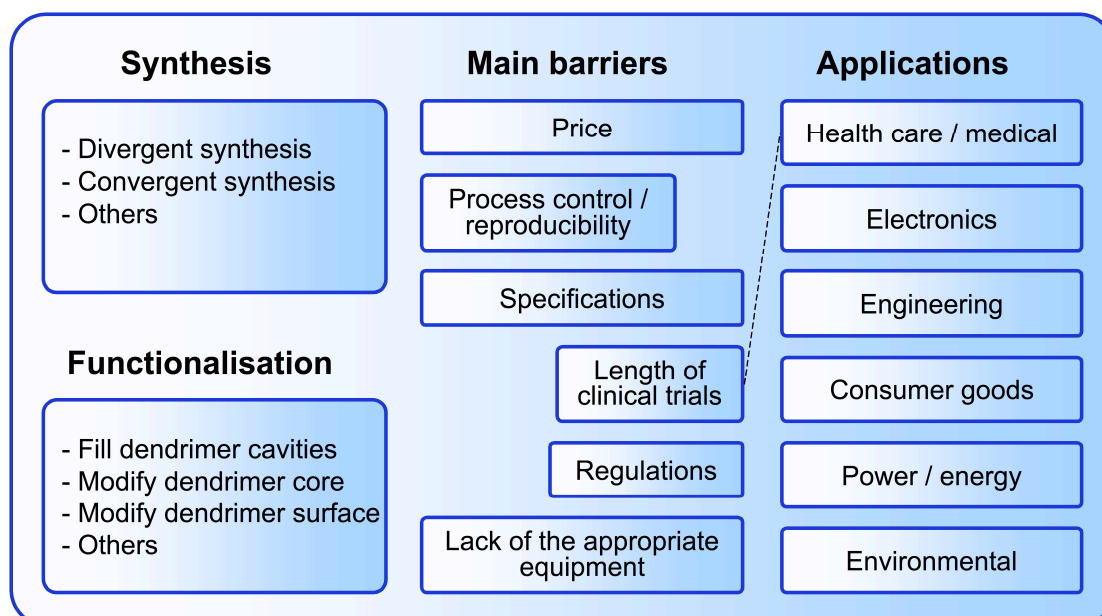 Synthesis
- Divergent synthesis
- Convergent synthesis
- Others
Functionalisation
- Fill dendrimer cavities
- Modify dendrimer core
- Modify dendrimer surface
- Others
Main barriers
Price
Process control /
reproducibility
Specifications
Length of
clinical trials
Regulations
Lack of the appropriate
equipment
Applications
Health care / medical
Electronics
Engineering
Consumer goods
Power / energy
Environmental